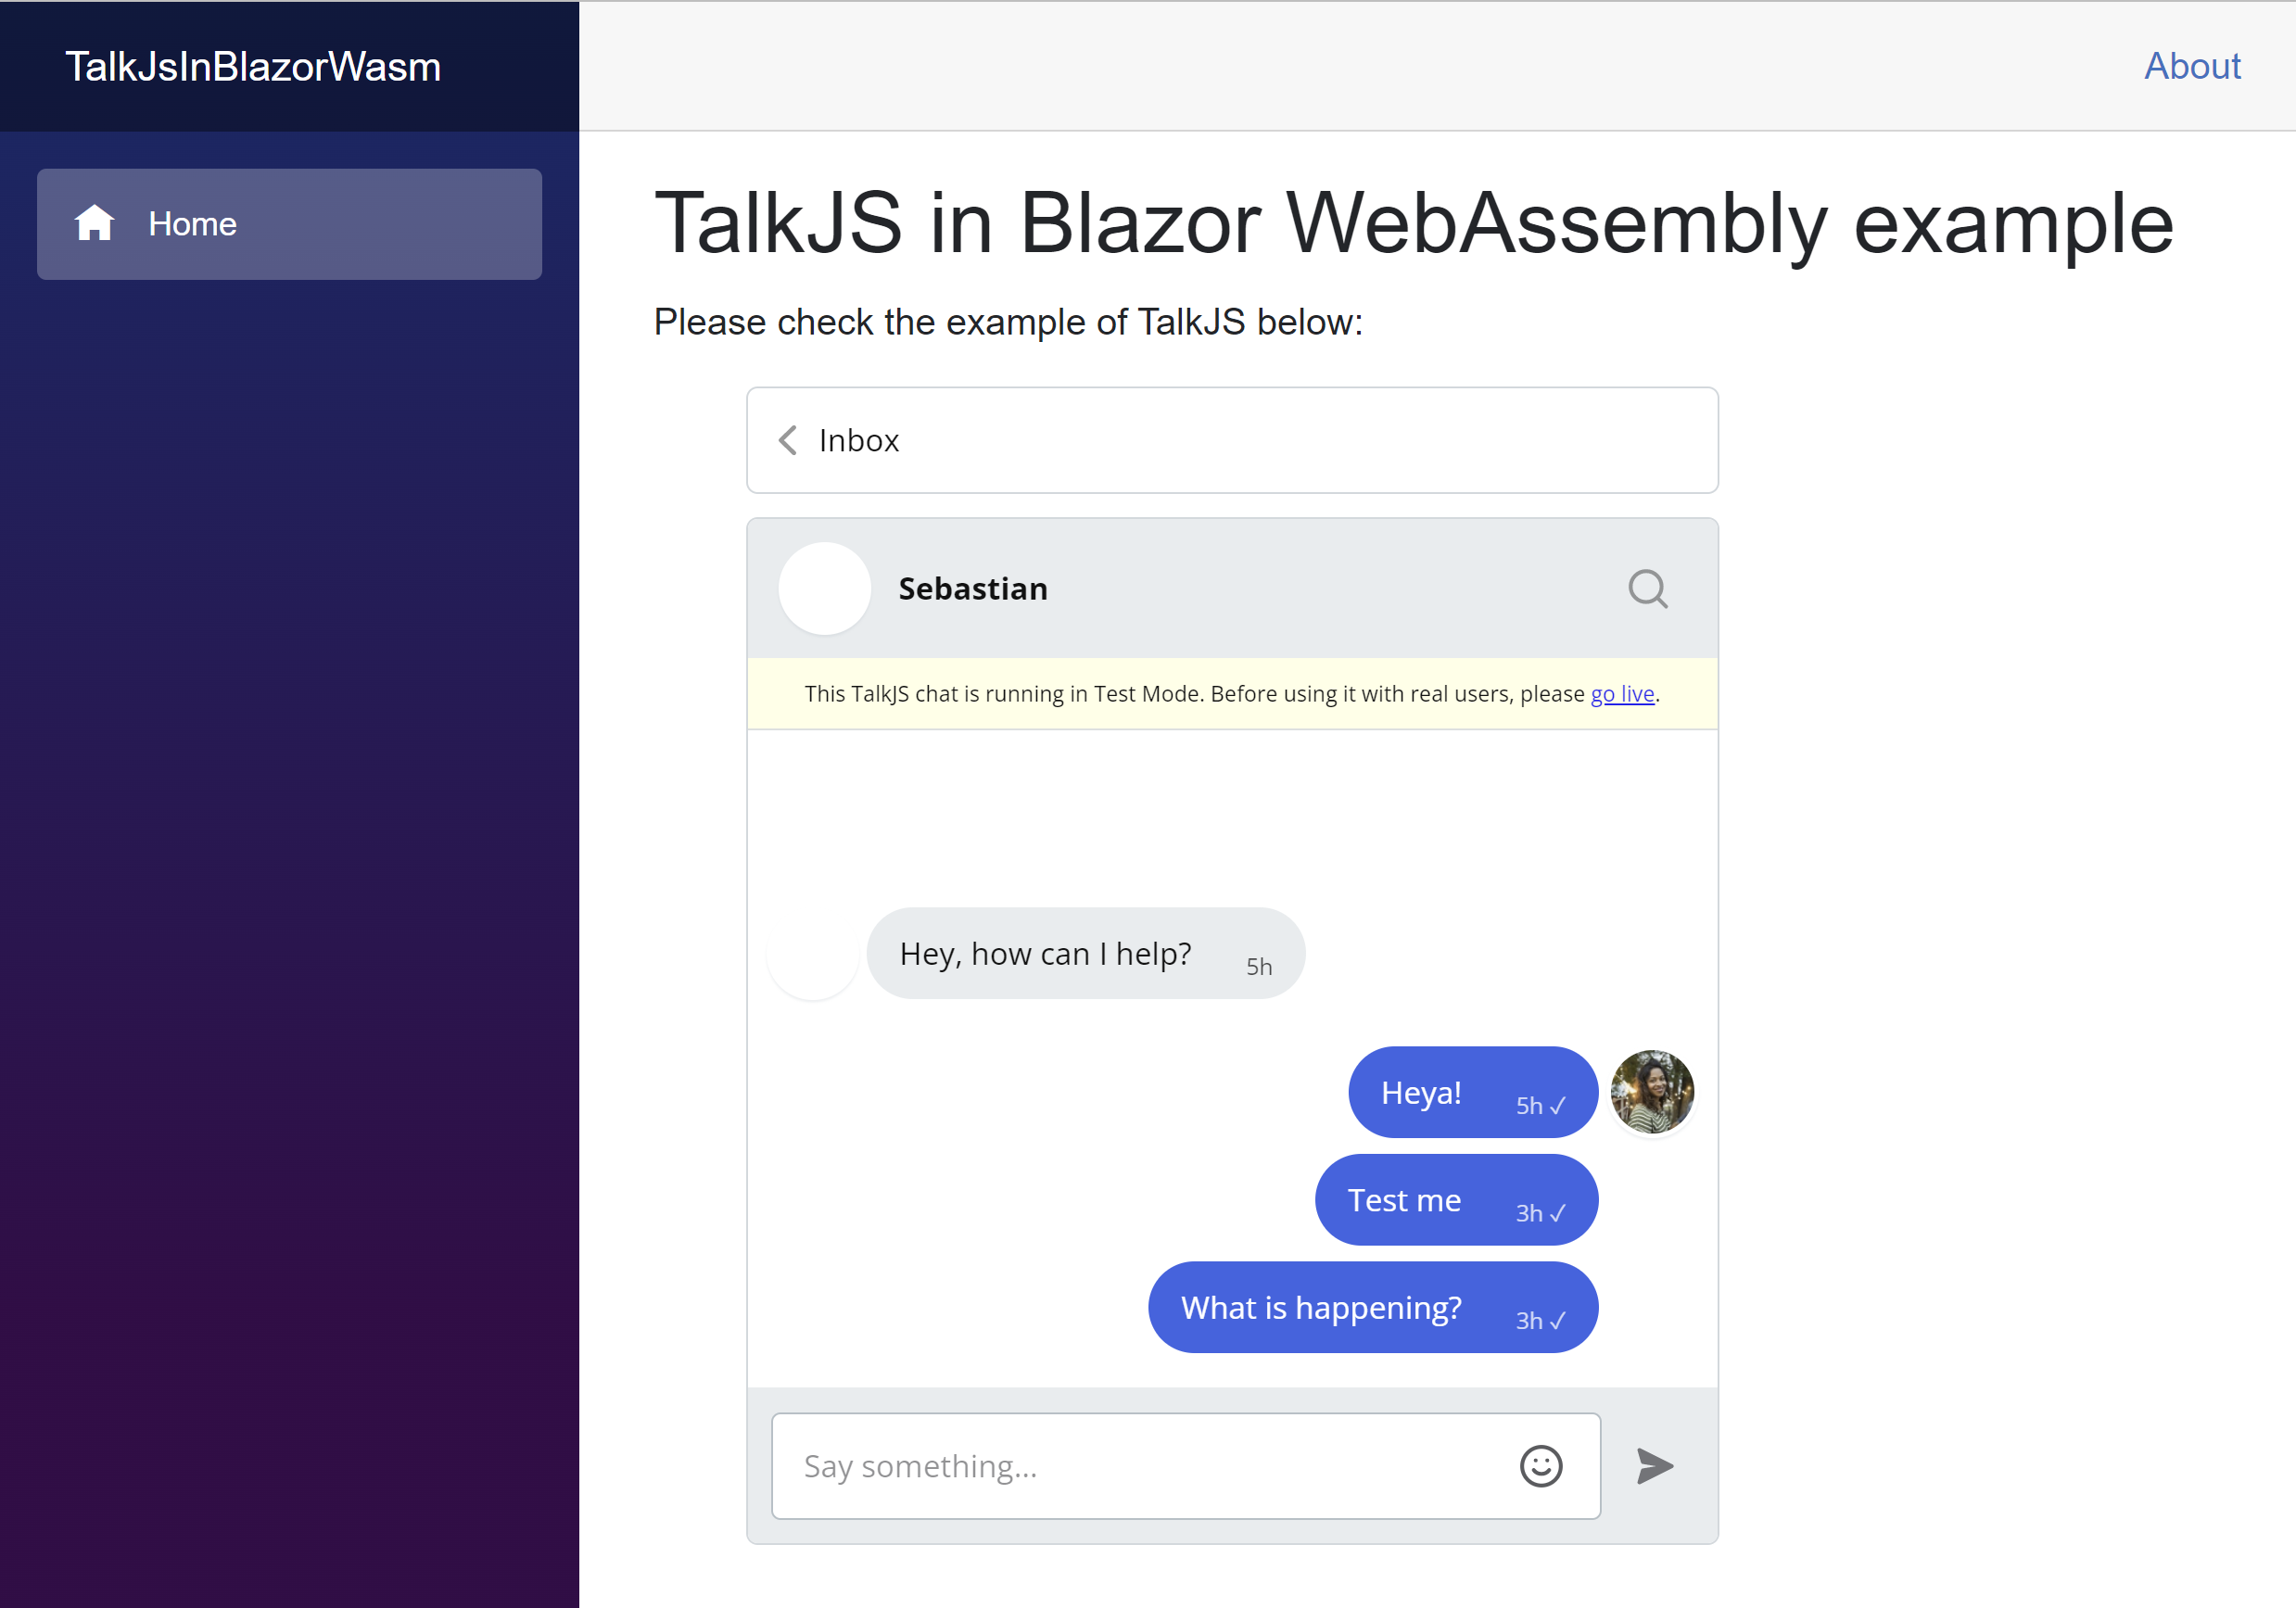 TalkJsInBlazorWasm
About
Home
TalkJS in Blazor WebAssembly example
Please check the example of TalkJS below:
Inbox
Sebastian
This TalkJS chat is running in Test Mode. Before using it with real users, please go live.
Hey, how can I help? 5h
Heya! 5h ✓
Test me 3h ✓
What is happening? 3h ✓
Say something...